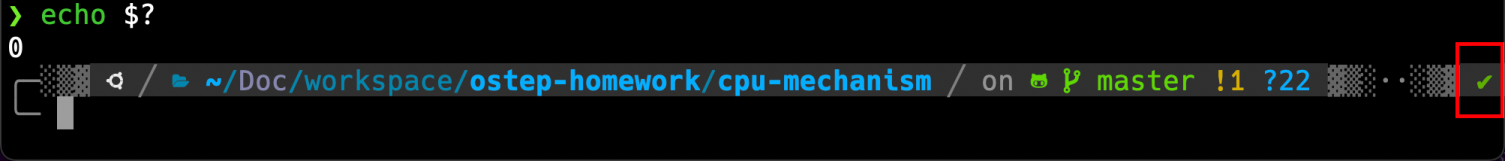 ❯ echo $?
0
~/Doc/workspace/ostep-homework/cpu-mechanism / on master !1 ?22 ✔